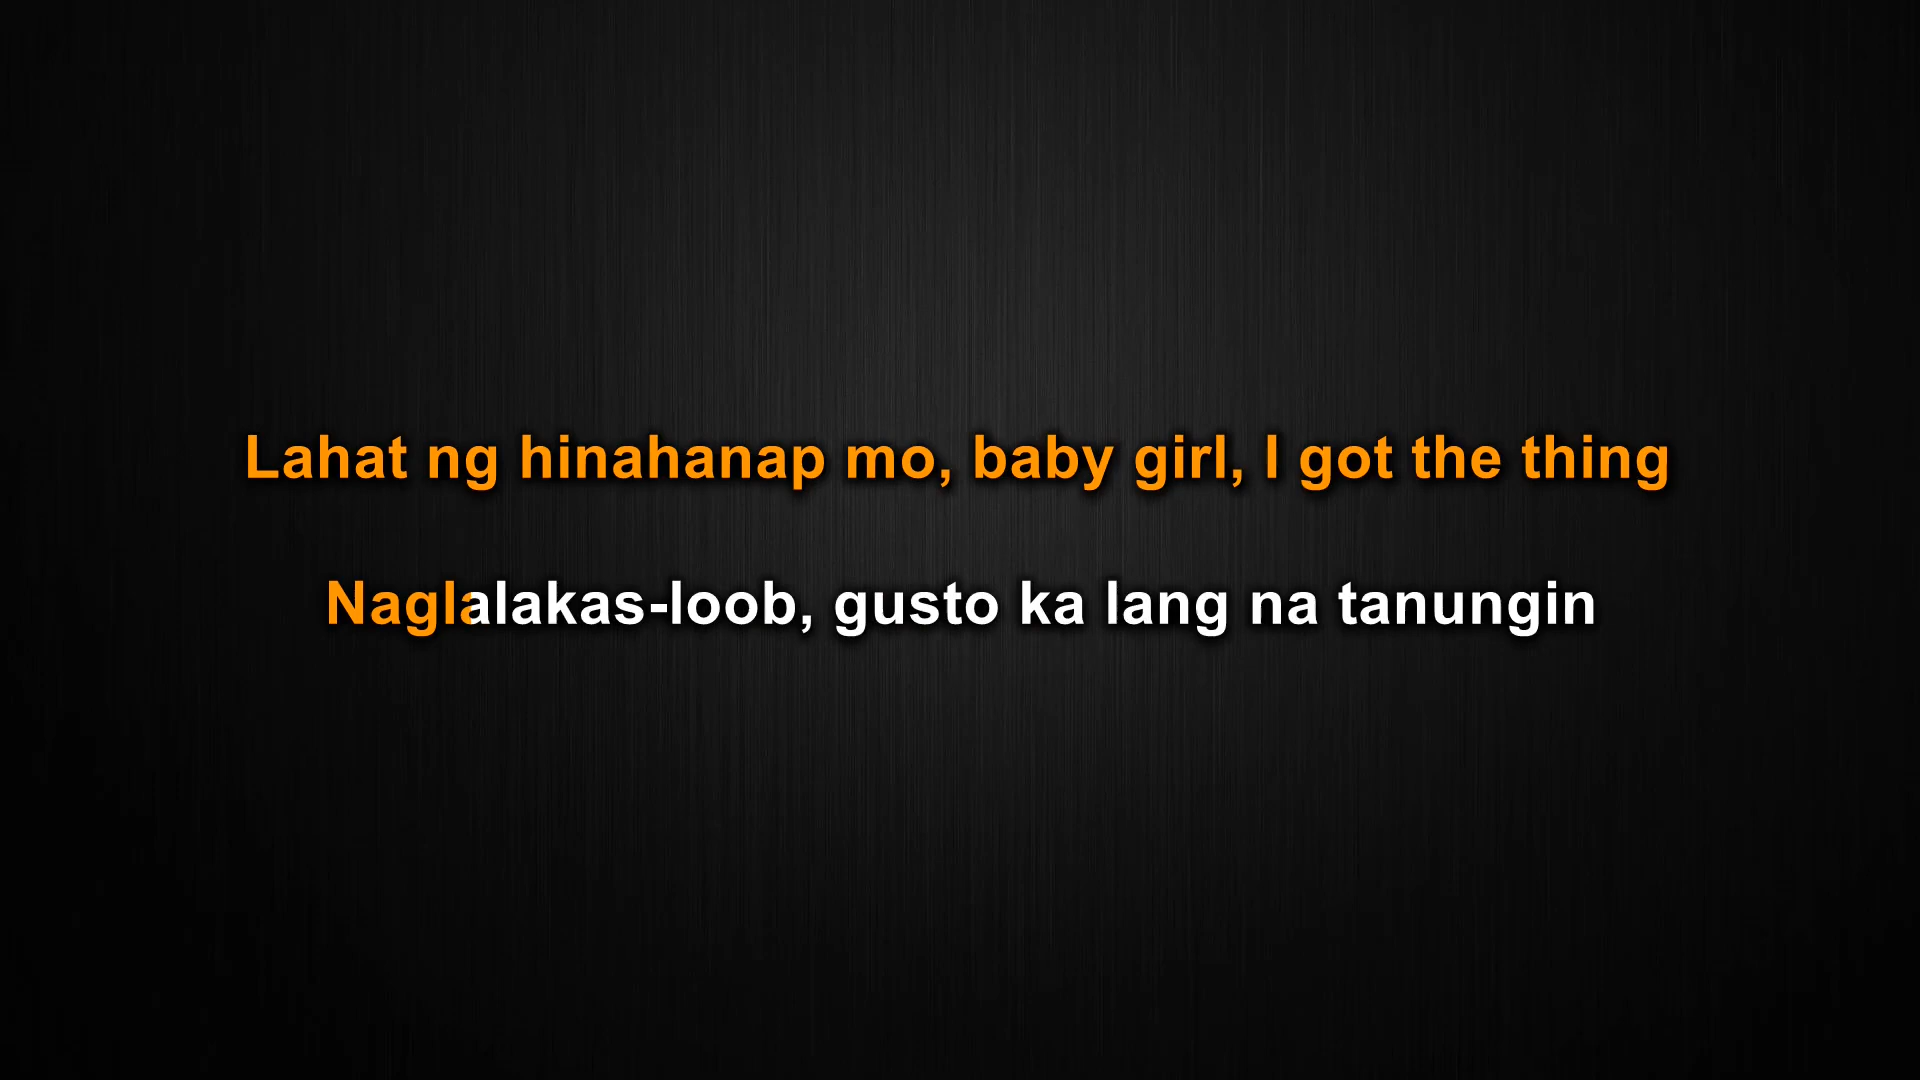 Lahat ng hinahanap mo, baby girl, I got the thing
Naglalakas-loob, gusto ka lang na tanungin